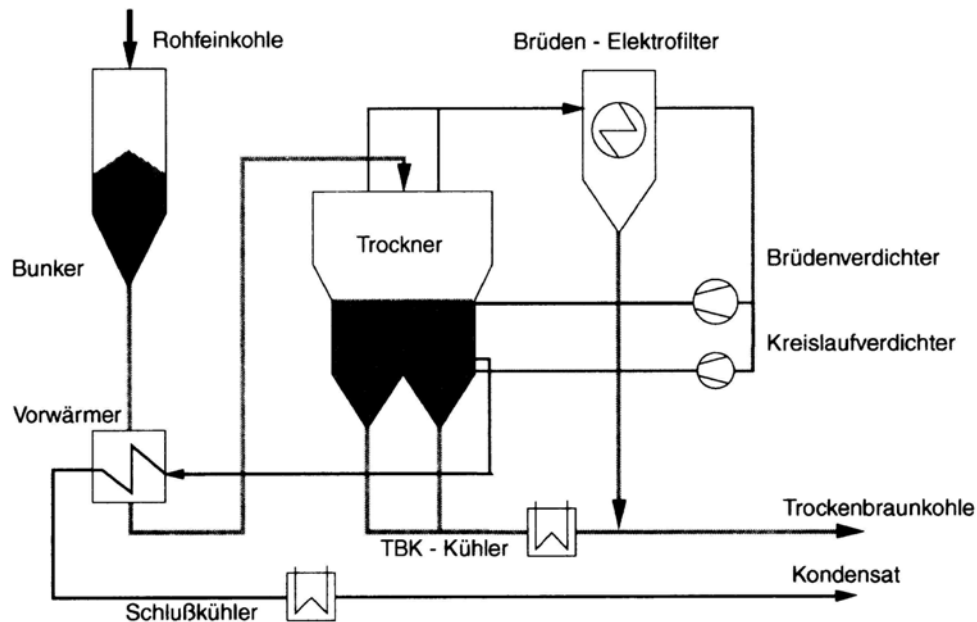 Rohfeinkohle
Brüden - Elektrofilter
Trockner
Bunker
Brüdenverdichter
Kreislaufverdichter
Vorwärmer
Trockenbraunkohle
TBK - Kühler
Kondensat
Schlußkühler